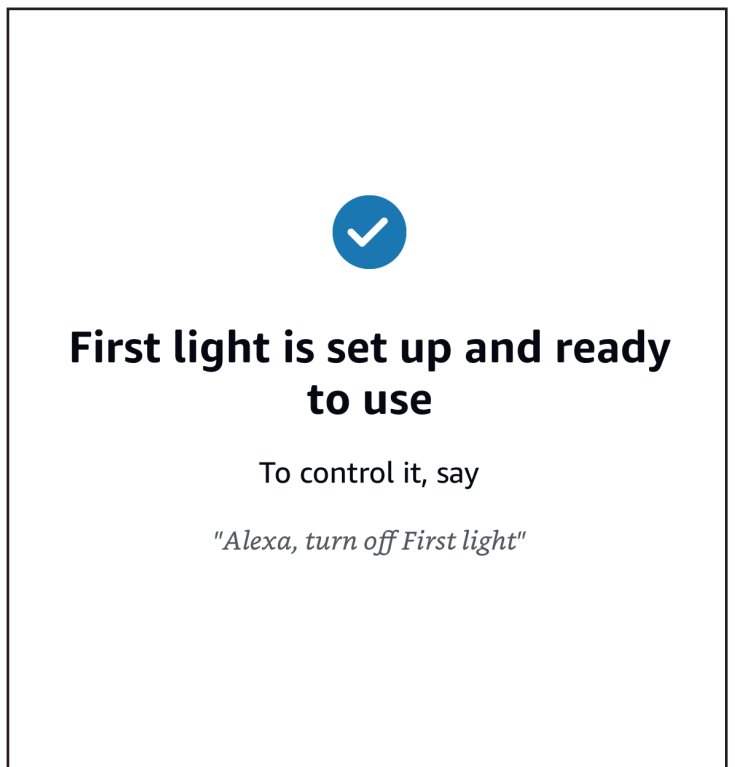 First light is set up and ready
to use
To control it, say
"Alexa, turn off First light"